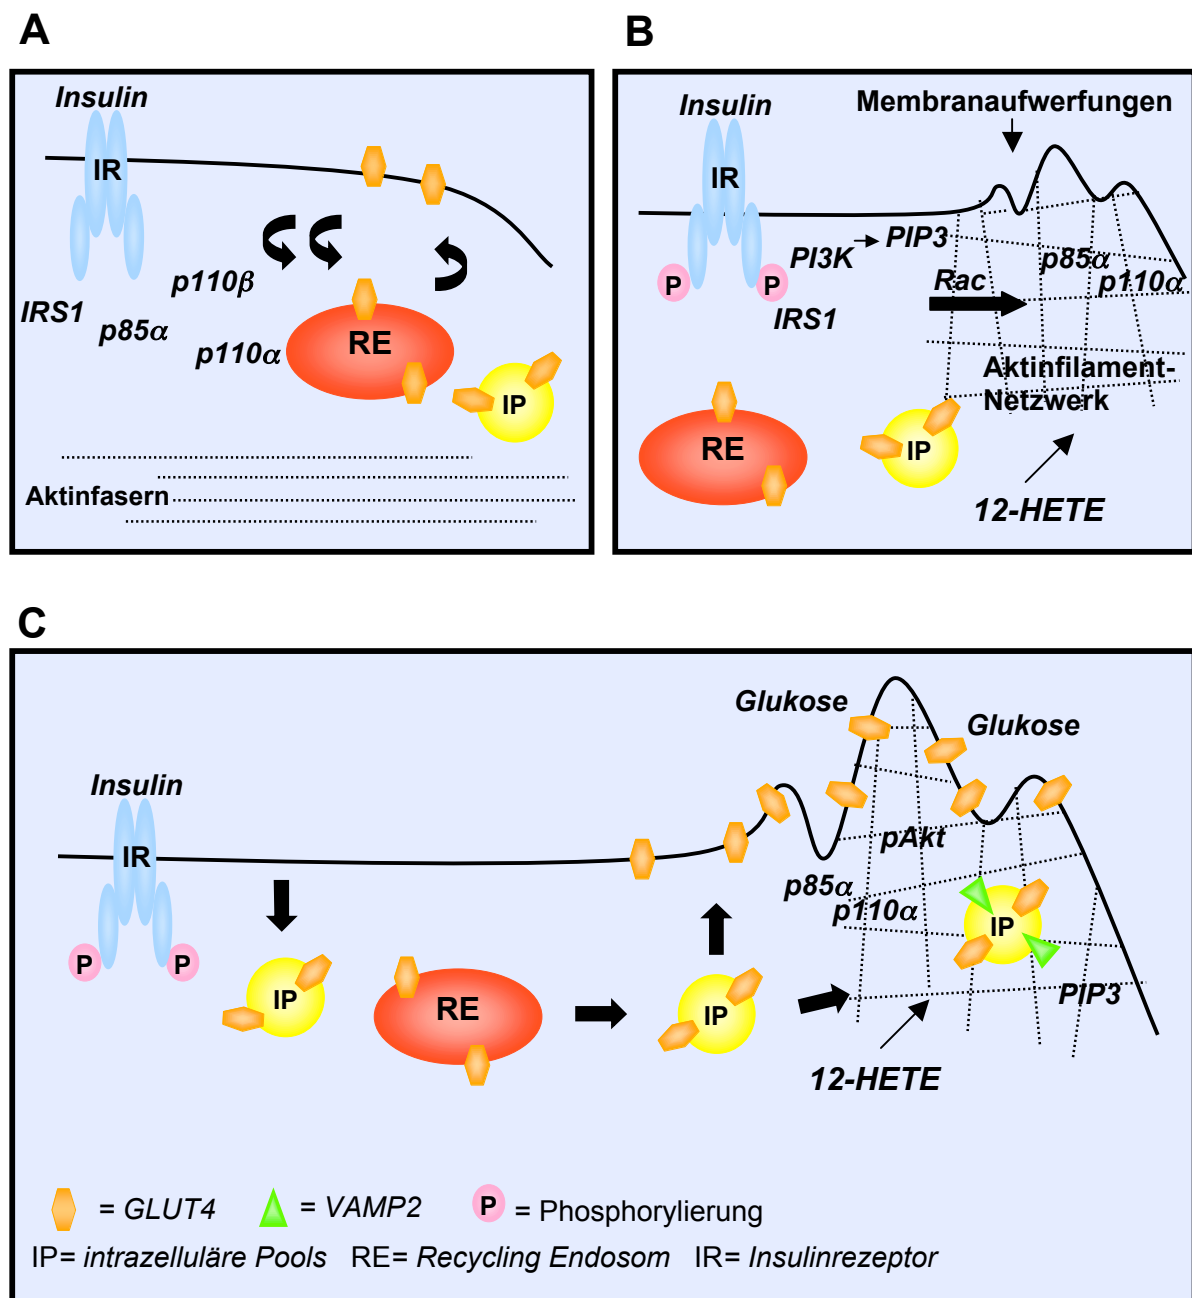 A
Insulin
IR
p110β
IRS1
p85α
p110α
RE
IP
Aktinfasern
B
Membranaufwerfungen
Insulin
IR
PI3K
PIP3
p85α
p110α
P
P
Rac
IRS1
Aktinfilament-
Netzwerk
RE
IP
12-HETE
C
Glukose
Glukose
Insulin
IR
pAkt
p85α
p110α
P
P
IP
RE
IP
IP
PIP3
12-HETE
= GLUT4
= VAMP2
P = Phosphorylierung
IP= intrazelluläre Pools RE= Recycling Endosom IR= Insulinrezeptor